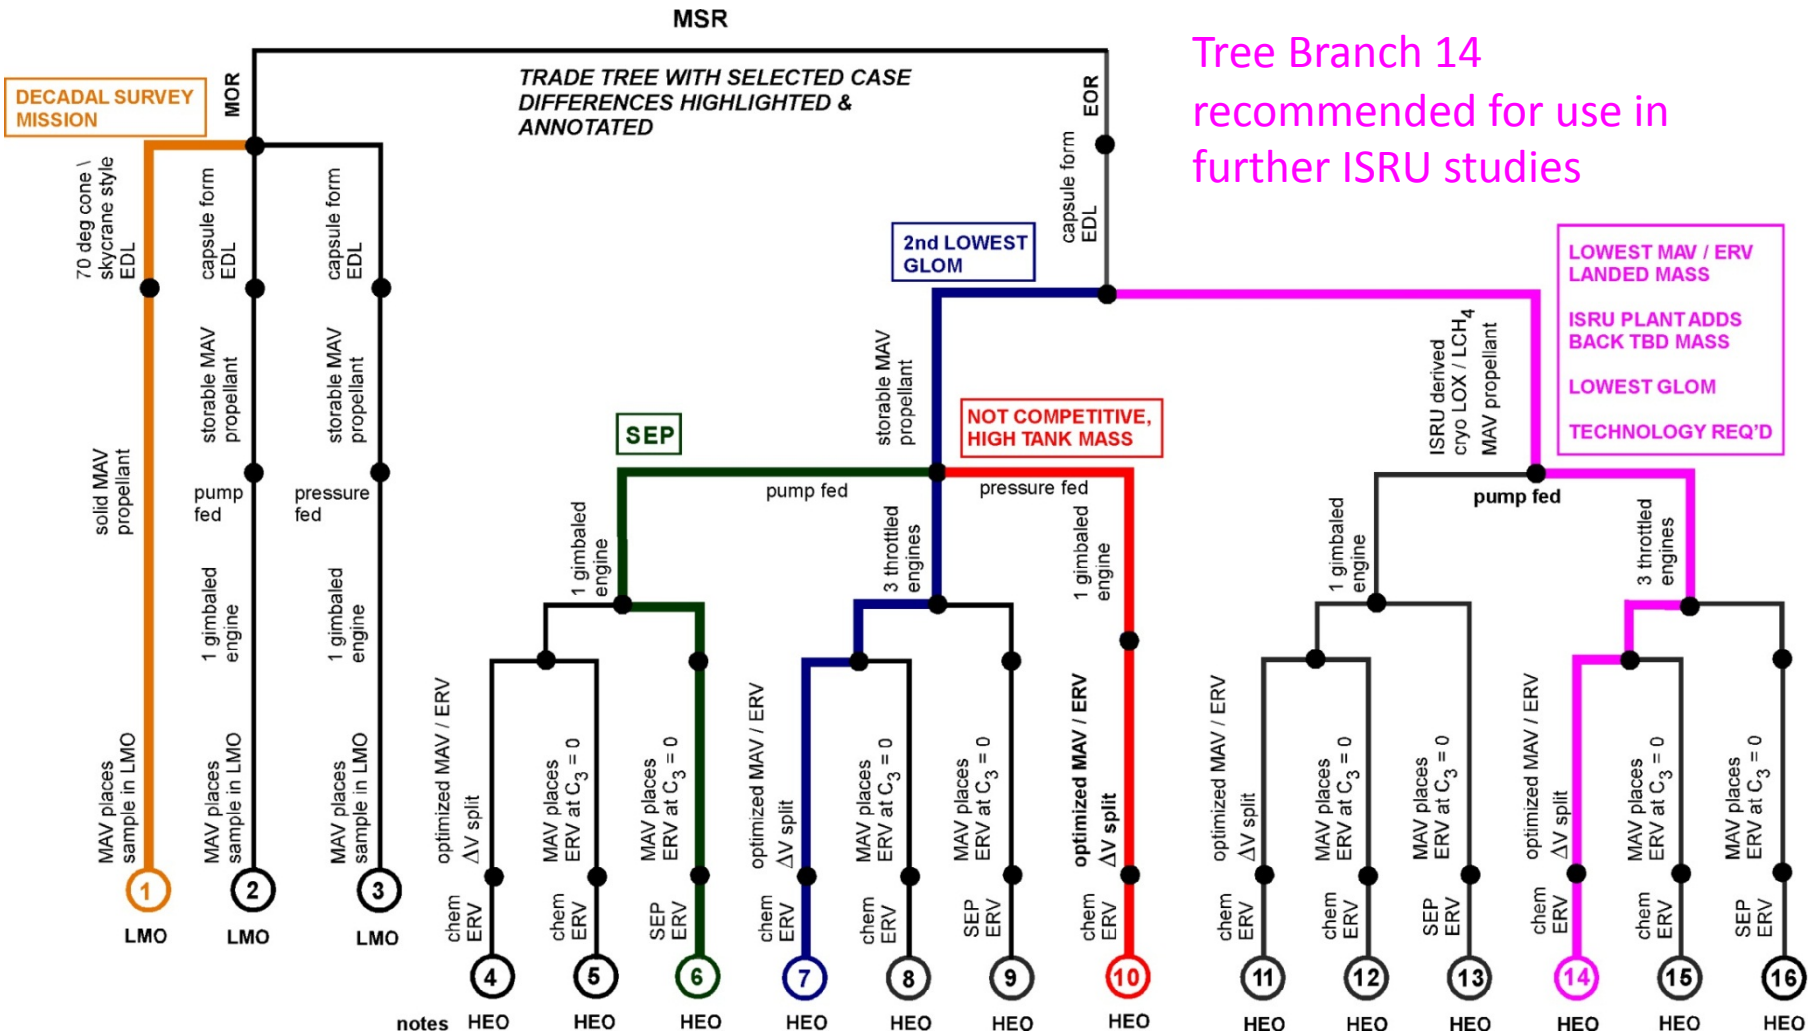 MSR
Tree Branch 14
recommended for use in
further ISRU studies
TRADE TREE WITH SELECTED CASE
DIFFERENCES HIGHLIGHTED &
ANNOTATED
DECADAL SURVEY
MISSION
MOR
EOR
70 deg cone \
skycrane style
EDL
capsule form
EDL
capsule form
EDL
capsule form
EDL
2nd LOWEST
GLOM
LOWEST MAV / ERV
LANDED MASS
ISRU PLANT ADDS
BACK TBD MASS
LOWEST GLOM
TECHNOLOGY REQ'D
storable MAV
propellant
storable MAV
propellant
storable MAV
propellant
ISRU derived
cryo LOX / LCH4
MAV propellant
SEP
NOT COMPETITIVE,
HIGH TANK MASS
solid MAV
propellant
pump
fed
pressure
fed
pump fed
pressure fed
pump fed
1 gimbaled
engine
1 gimbaled
engine
1 gimbaled
engine
3 throttled
engines
1 gimbaled
engine
1 gimbaled
engine
3 throttled
engines
MAV places
sample in LMO
MAV places
sample in LMO
MAV places
sample in LMO
optimized MAV / ERV
ΔV split
MAV places
ERV at C3 = 0
MAV places
ERV at C3 = 0
optimized MAV / ERV
ΔV split
MAV places
ERV at C3 = 0
MAV places
ERV at C3 = 0
optimized MAV / ERV
ΔV split
optimized MAV / ERV
ΔV split
MAV places
ERV at C3 = 0
MAV places
ERV at C3 = 0
optimized MAV / ERV
ΔV split
MAV places
ERV at C3 = 0
MAV places
ERV at C3 = 0
1
2
3
LMO
LMO
LMO
chem
ERV
chem
ERV
SEP
ERV
chem
ERV
chem
ERV
SEP
ERV
chem
ERV
chem
ERV
chem
ERV
SEP
ERV
chem
ERV
chem
ERV
SEP
ERV
4
5
6
7
8
9
10
11
12
13
14
15
16
notes
HEO
HEO
HEO
HEO
HEO
HEO
HEO
HEO
HEO
HEO
HEO
HEO
HEO